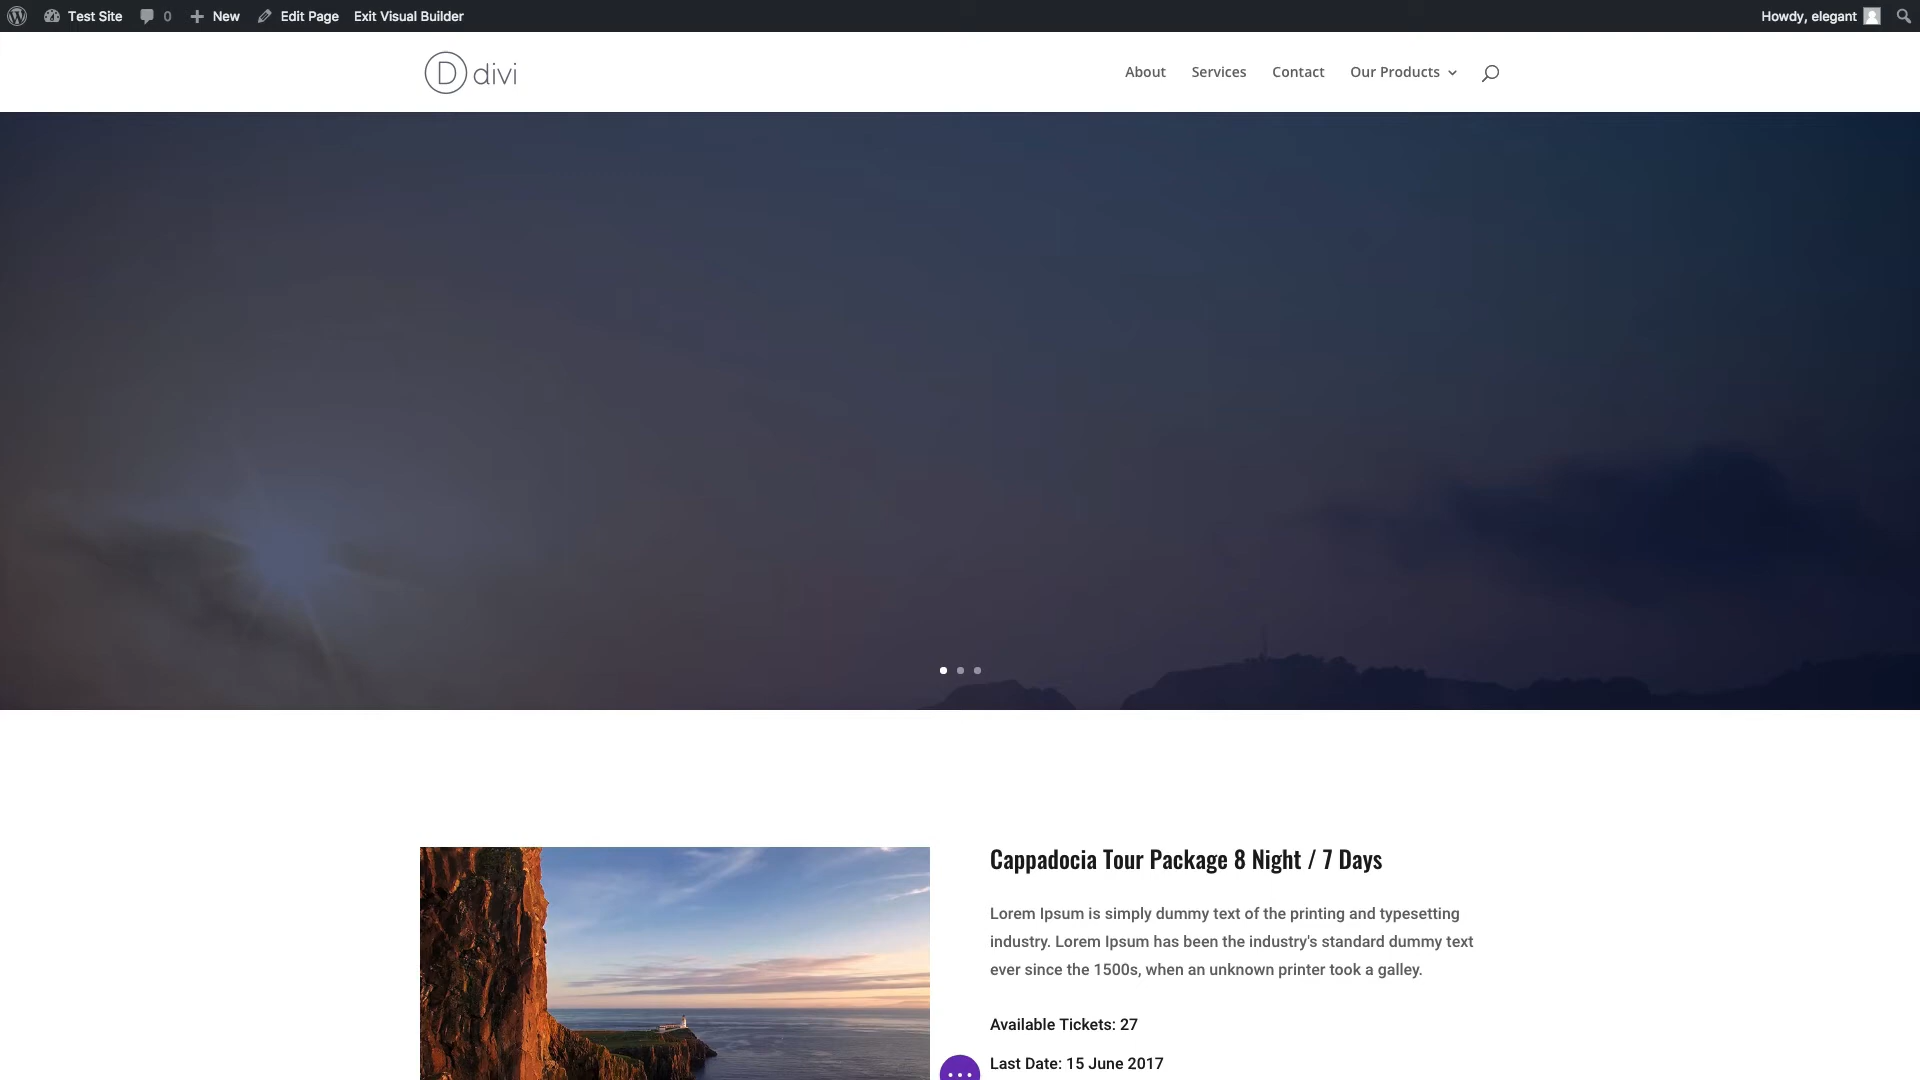 Test Site 0 New Edit Page Exit Visual Builder Howdy, elegant
D divi About Services Contact Our Products
Cappadocia Tour Package 8 Night / 7 Days
Lorem Ipsum is simply dummy text of the printing and typesetting
industry. Lorem Ipsum has been the industry's standard dummy text
ever since the 1500s, when an unknown printer took a galley.
Available Tickets: 27
Last Date: 15 June 2017